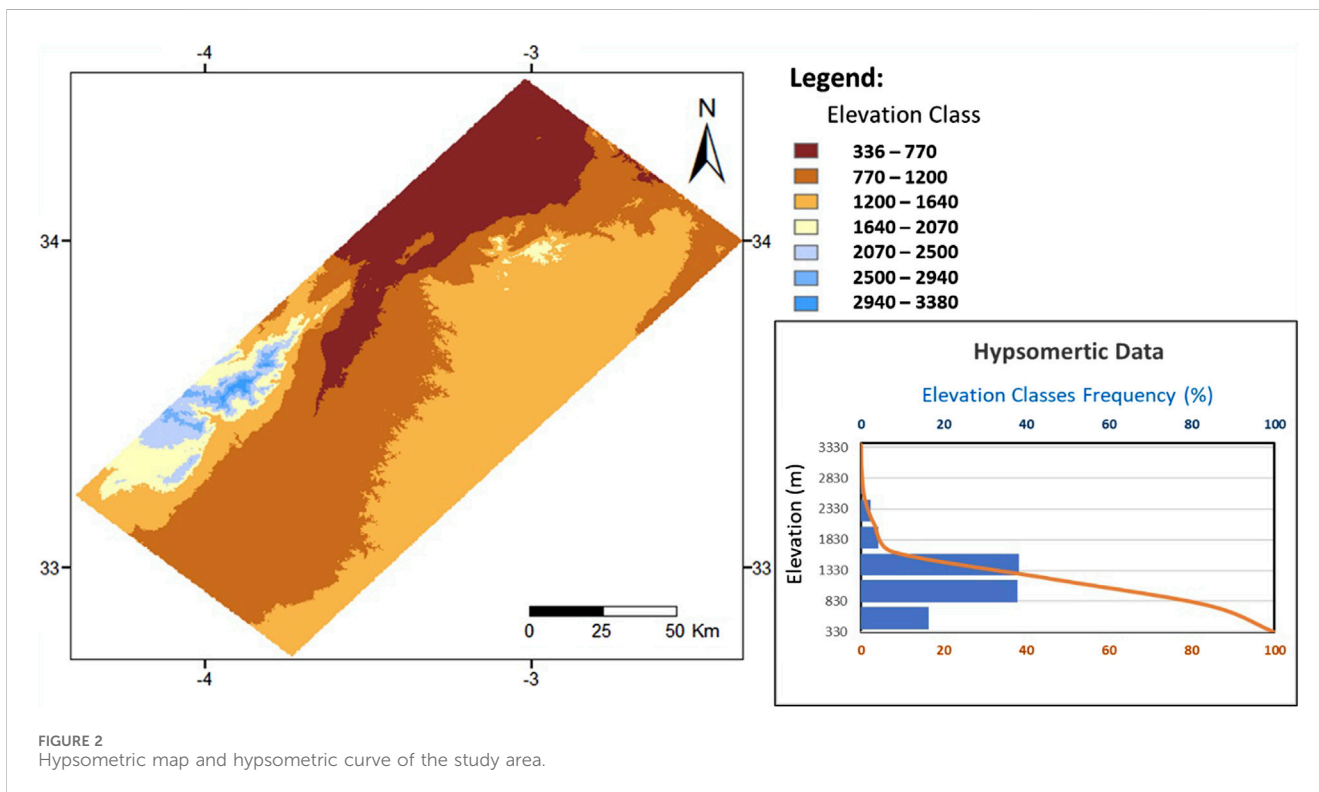 -4 -3
N
34 34
33 33
0 25 50 Km
-4 -3
Legend:
Elevation Class
336 – 770
770 – 1200
1200 – 1640
1640 – 2070
2070 – 2500
2500 – 2940
2940 – 3380
Hypsomertic Data
Elevation Classes Frequency (%)
0 20 40 60 80 100
Elevation (m)
3330
2830
2330
1830
1330
830
330
0 20 40 60 80 100
FIGURE 2
Hypsometric map and hypsometric curve of the study area.